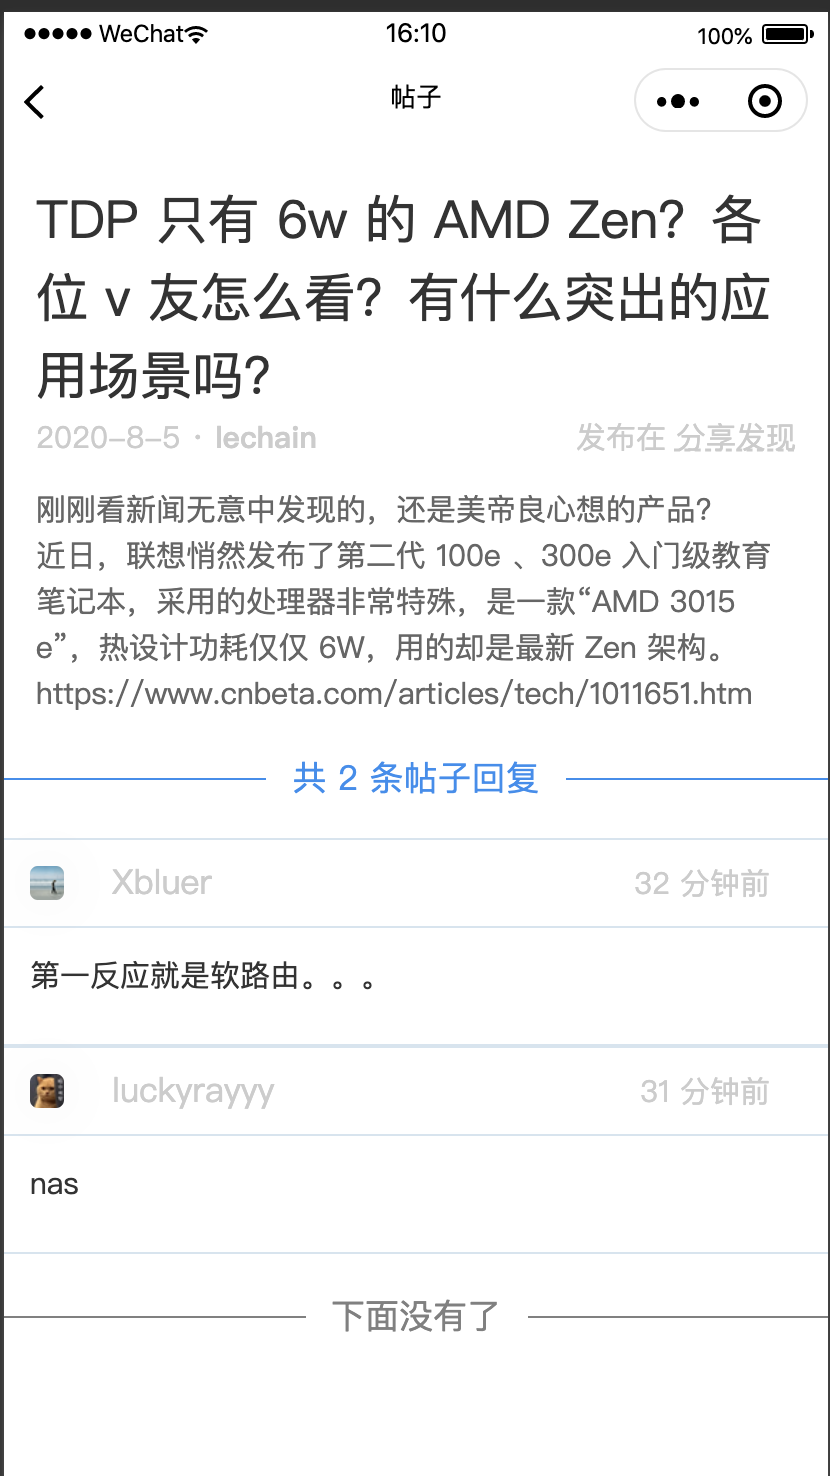 WeChat 16:10 100%
帖子
TDP 只有 6w 的 AMD Zen？各
位 v 友怎么看？有什么突出的应
用场景吗？
2020-8-5 · lechain 发布在 分享发现
刚刚看新闻无意中发现的，还是美帝良心想的产品？
近日，联想悄然发布了第二代 100e 、300e 入门级教育
笔记本，采用的处理器非常特殊，是一款“AMD 3015
e”，热设计功耗仅仅 6W，用的却是最新 Zen 架构。
https://www.cnbeta.com/articles/tech/1011651.htm
共 2 条帖子回复
Xbluer 32 分钟前
第一反应就是软路由。。。
luckyrayyy 31 分钟前
nas
下面没有了